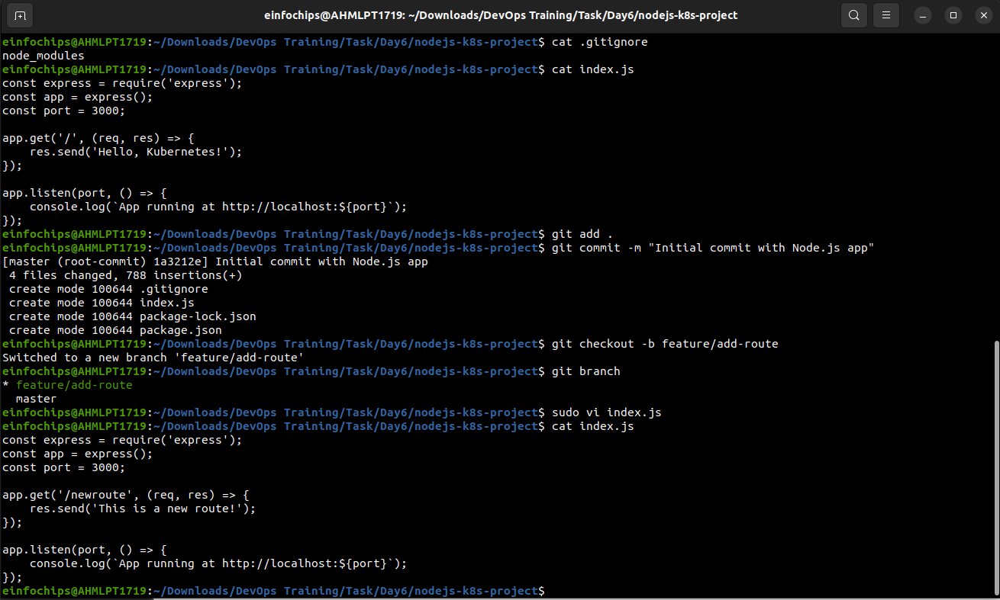 einfochips@AHMLPT1719: ~/Downloads/DevOps Training/Task/Day6/nodejs-k8s-project
einfochips@AHMLPT1719:~/Downloads/DevOps Training/Task/Day6/nodejs-k8s-project$ cat .gitignore
node_modules
einfochips@AHMLPT1719:~/Downloads/DevOps Training/Task/Day6/nodejs-k8s-project$ cat index.js
const express = require('express');
const app = express();
const port = 3000;

app.get('/', (req, res) => {
    res.send('Hello, Kubernetes!');
});

app.listen(port, () => {
    console.log(`App running at http://localhost:${port}`);
});
einfochips@AHMLPT1719:~/Downloads/DevOps Training/Task/Day6/nodejs-k8s-project$ git add .
einfochips@AHMLPT1719:~/Downloads/DevOps Training/Task/Day6/nodejs-k8s-project$ git commit -m "Initial commit with Node.js app"
[master (root-commit) 1a3212e] Initial commit with Node.js app
 4 files changed, 788 insertions(+)
 create mode 100644 .gitignore
 create mode 100644 index.js
 create mode 100644 package-lock.json
 create mode 100644 package.json
einfochips@AHMLPT1719:~/Downloads/DevOps Training/Task/Day6/nodejs-k8s-project$ git checkout -b feature/add-route
Switched to a new branch 'feature/add-route'
einfochips@AHMLPT1719:~/Downloads/DevOps Training/Task/Day6/nodejs-k8s-project$ git branch
* feature/add-route
  master
einfochips@AHMLPT1719:~/Downloads/DevOps Training/Task/Day6/nodejs-k8s-project$ sudo vi index.js
einfochips@AHMLPT1719:~/Downloads/DevOps Training/Task/Day6/nodejs-k8s-project$ cat index.js
const express = require('express');
const app = express();
const port = 3000;

app.get('/newroute', (req, res) => {
    res.send('This is a new route!');
});

app.listen(port, () => {
    console.log(`App running at http://localhost:${port}`);
});
einfochips@AHMLPT1719:~/Downloads/DevOps Training/Task/Day6/nodejs-k8s-project$